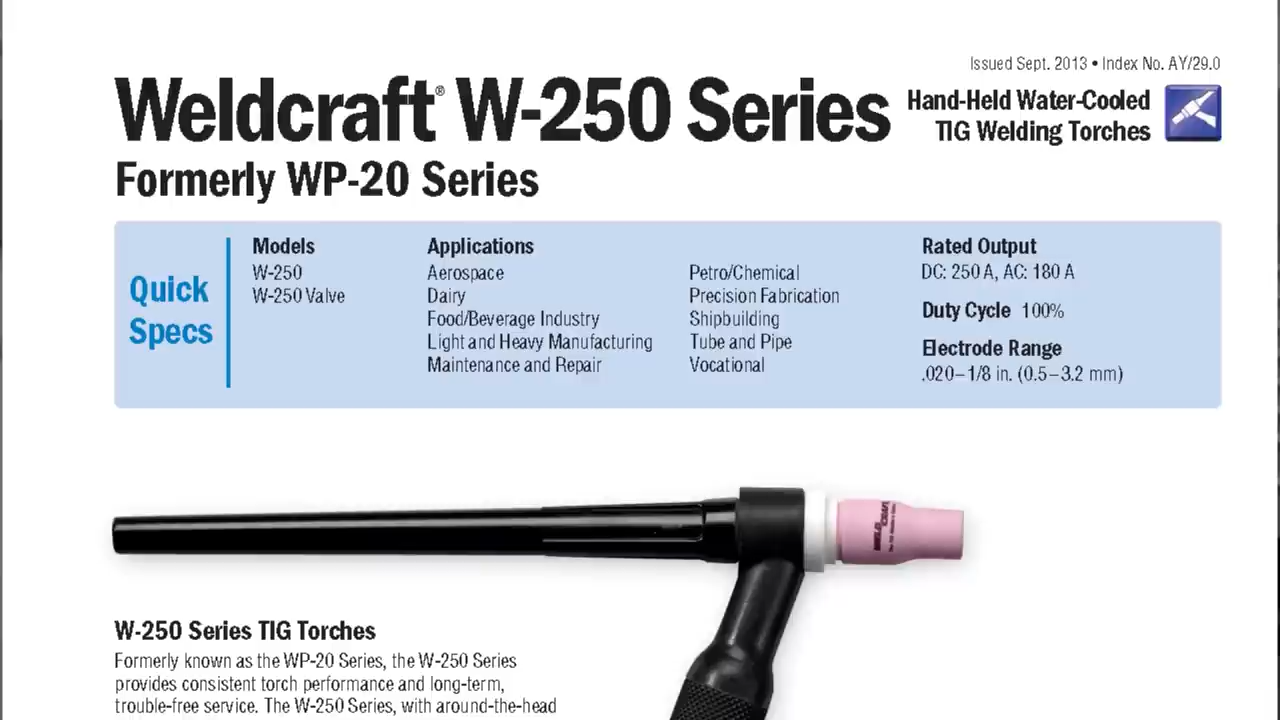 Issued Sept. 2013 • Index No. AY/29.0
Weldcraft® W-250 Series
Hand-Held Water-Cooled
TIG Welding Torches
Formerly WP-20 Series
Quick
Specs
Models
W-250
W-250 Valve
Applications
Aerospace
Dairy
Food/Beverage Industry
Light and Heavy Manufacturing
Maintenance and Repair
Petro/Chemical
Precision Fabrication
Shipbuilding
Tube and Pipe
Vocational
Rated Output
DC: 250 A, AC: 180 A
Duty Cycle 100%
Electrode Range
.020–1/8 in. (0.5–3.2 mm)
W-250 Series TIG Torches
Formerly known as the WP-20 Series, the W-250 Series
provides consistent torch performance and long-term,
trouble-free service. The W-250 Series, with around-the-head